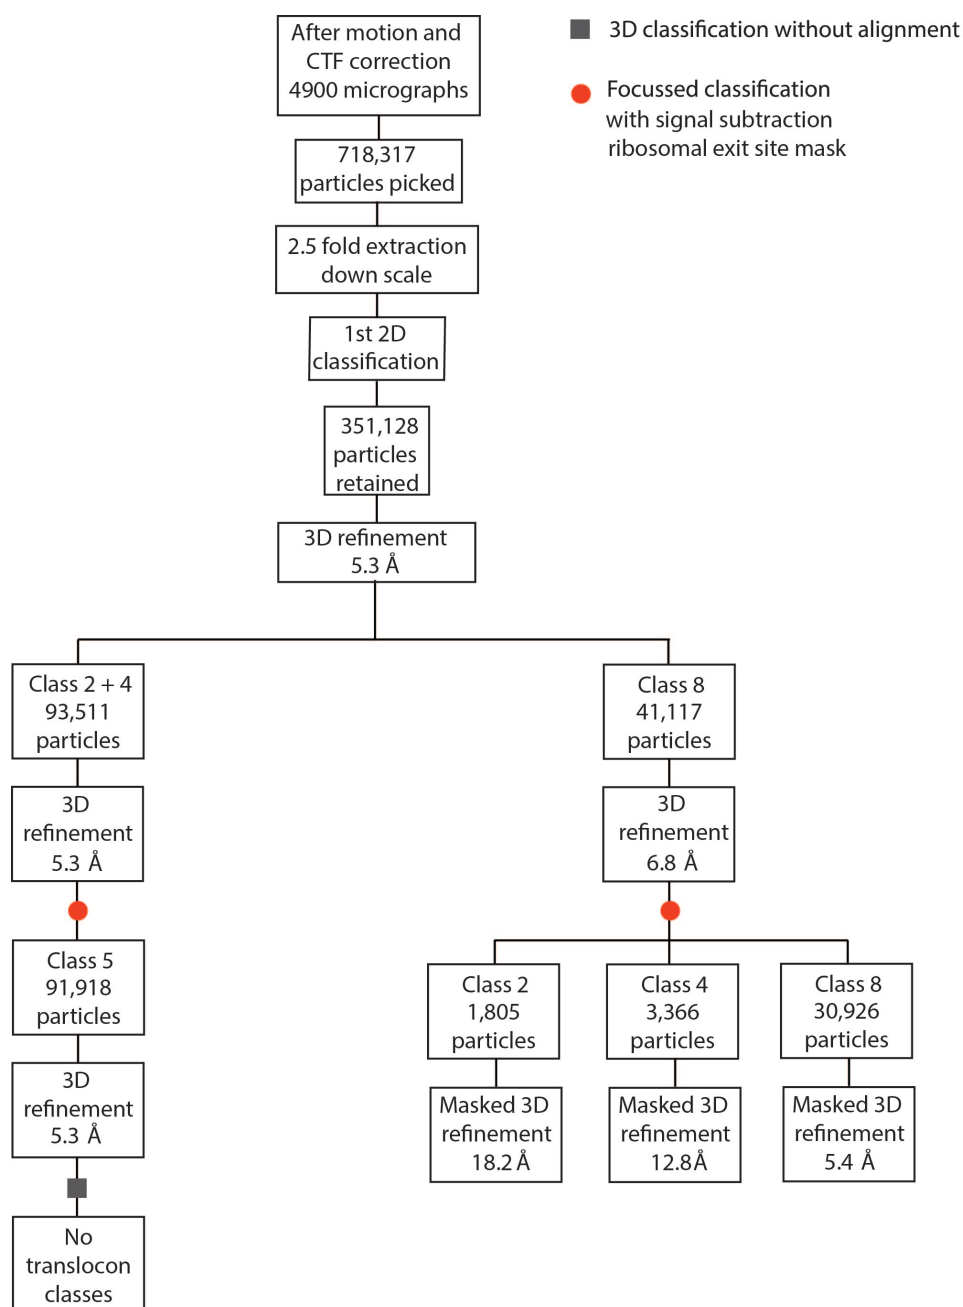 After motion and
CTF correction
4900 micrographs
3D classification without alignment
Focussed classification
with signal subtraction
ribosomal exit site mask
718,317
particles picked
2.5 fold extraction
down scale
1st 2D
classification
351,128
particles
retained
3D refinement
5.3 Å
Class 2 + 4
93,511
particles
3D
refinement
5.3 Å
Class 5
91,918
particles
3D
refinement
5.3 Å
No
translocon
classes
Class 8
41,117
particles
3D
refinement
6.8 Å
Class 2
1,805
particles
Masked 3D
refinement
18.2 Å
Class 4
3,366
particles
Masked 3D
refinement
12.8Å
Class 8
30,926
particles
Masked 3D
refinement
5.4 Å